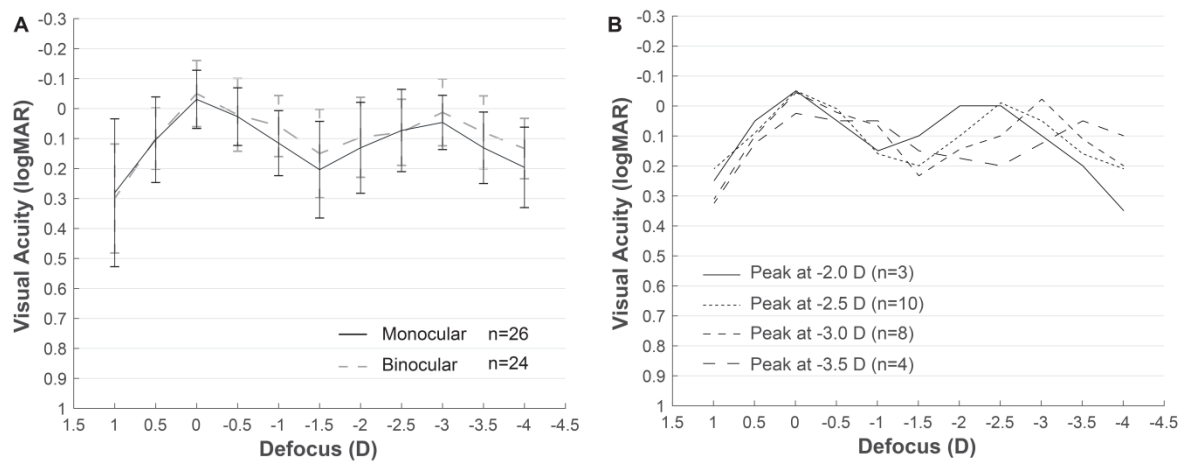 A
-0.3
-0.2
-0.1
0
0.1
0.2
0.3
0.4
0.5
0.6
0.7
0.8
0.9
1
Visual Acuity (logMAR)
Monocular n=26
Binocular n=24
1.5 1 0.5 0 -0.5 -1 -1.5 -2 -2.5 -3 -3.5 -4 -4.5
Defocus (D)
B
-0.3
-0.2
-0.1
0
0.1
0.2
0.3
0.4
0.5
0.6
0.7
0.8
0.9
1
Visual Acuity (logMAR)
Peak at -2.0 D (n=3)
Peak at -2.5 D (n=10)
Peak at -3.0 D (n=8)
Peak at -3.5 D (n=4)
1.5 1 0.5 0 -0.5 -1 -1.5 -2 -2.5 -3 -3.5 -4 -4.5
Defocus (D)